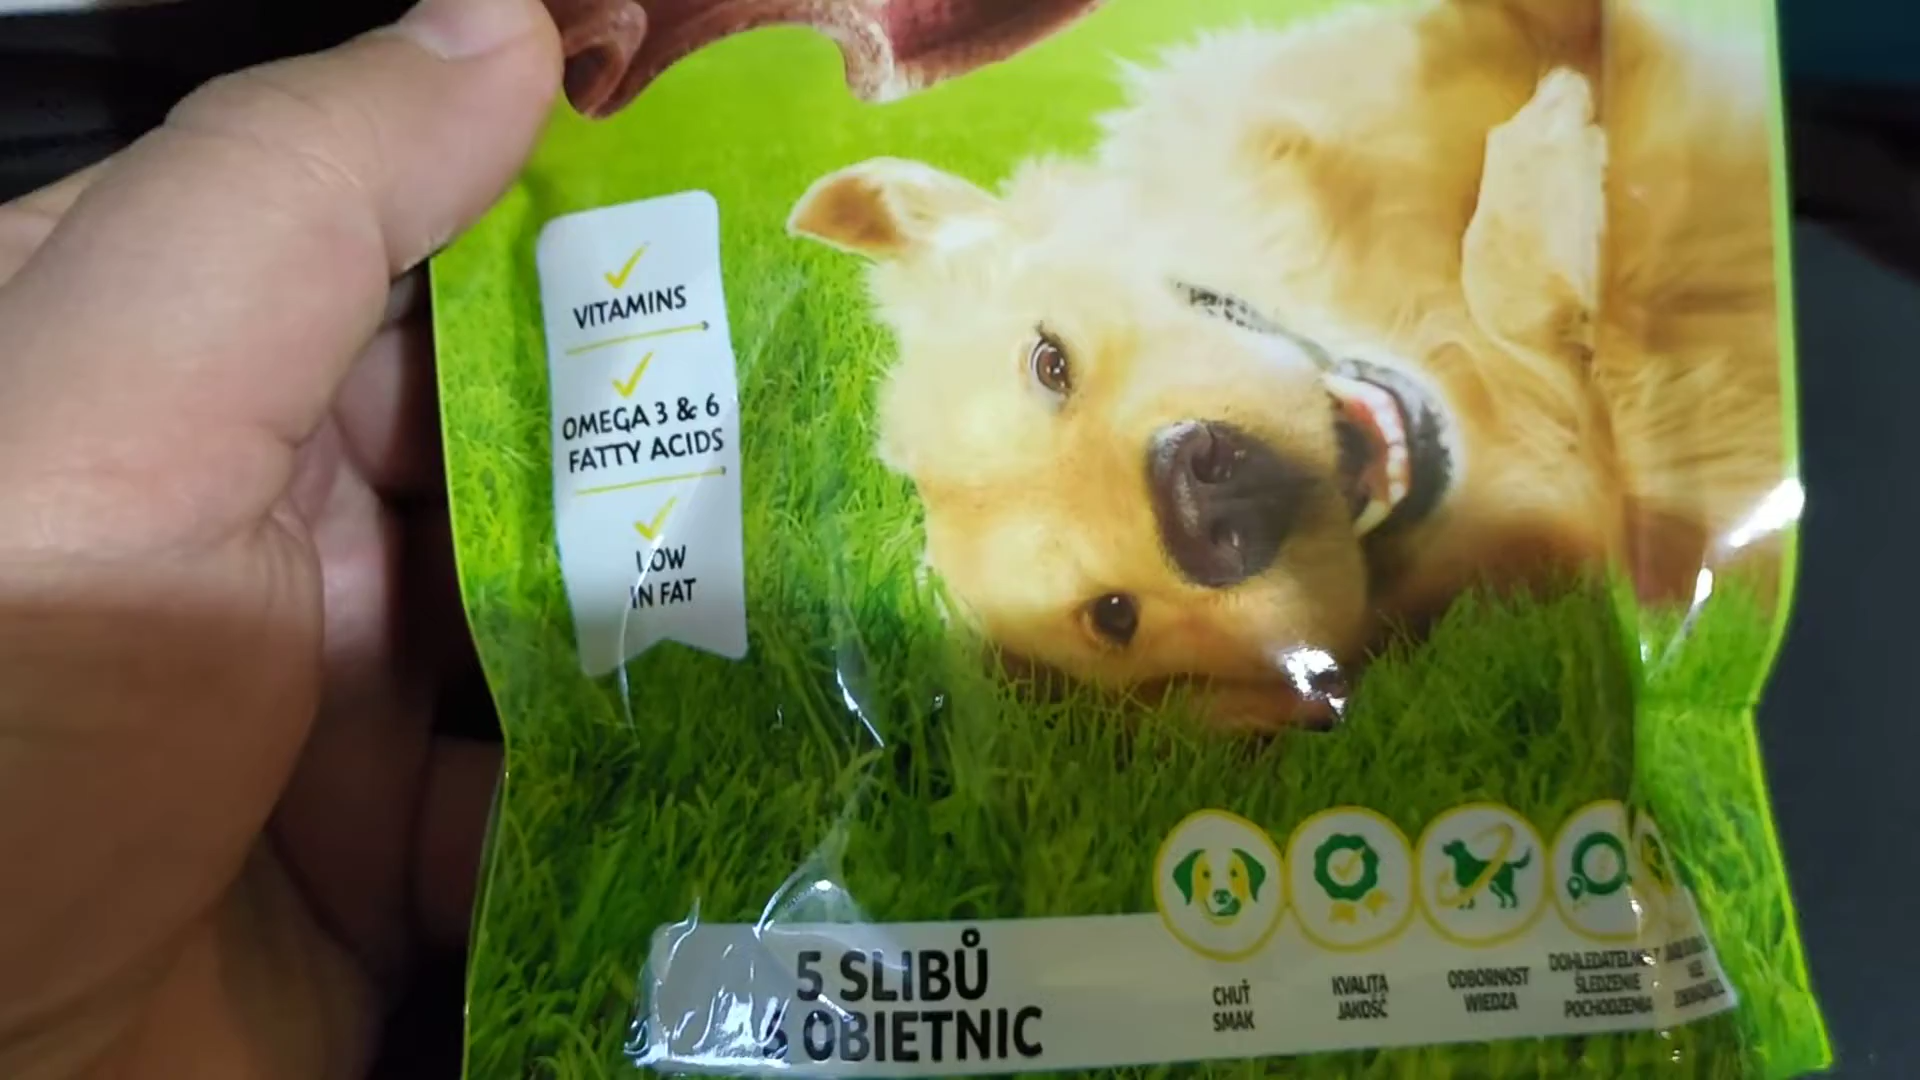 VITAMINS
OMEGA 3 & 6
FATTY ACIDS
LOW
IN FAT
5 SLIBŮ
OBIETNIC
CHUŤ
SMAK
KVALITA
JAKOŚĆ
ODBORNOST
WIEDZA
ŚLEDZENIE
POCHODZENIA